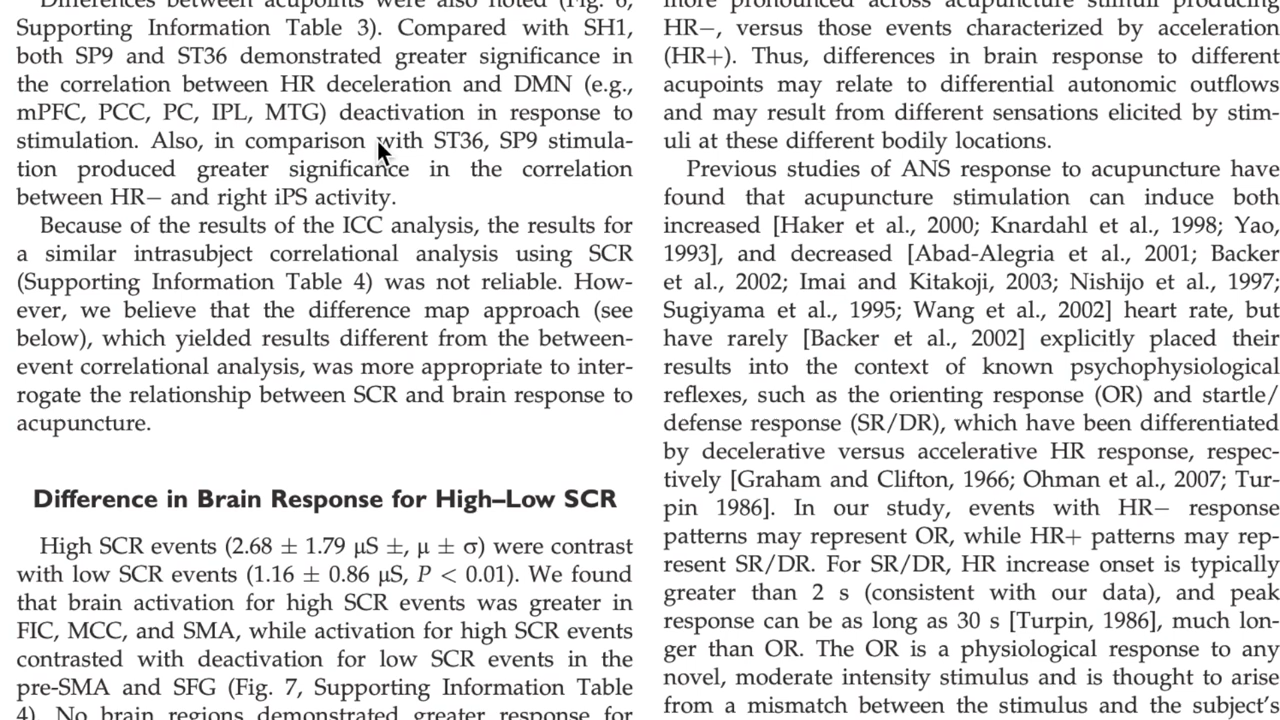 Differences between acupoints were also noted (Fig. 6,
Supporting Information Table 3). Compared with SH1,
both SP9 and ST36 demonstrated greater significance in
the correlation between HR deceleration and DMN (e.g.,
mPFC, PCC, PC, IPL, MTG) deactivation in response to
stimulation. Also, in comparison with ST36, SP9 stimula-
tion produced greater significance in the correlation
between HR− and right iPS activity.
Because of the results of the ICC analysis, the results for
a similar intrasubject correlational analysis using SCR
(Supporting Information Table 4) was not reliable. How-
ever, we believe that the difference map approach (see
below), which yielded results different from the between-
event correlational analysis, was more appropriate to inter-
rogate the relationship between SCR and brain response to
acupuncture.
Difference in Brain Response for High–Low SCR
High SCR events (2.68 ± 1.79 μS ±, μ ± σ) were contrast
with low SCR events (1.16 ± 0.86 μS, P < 0.01). We found
that brain activation for high SCR events was greater in
FIC, MCC, and SMA, while activation for high SCR events
contrasted with deactivation for low SCR events in the
pre-SMA and SFG (Fig. 7, Supporting Information Table
4). No brain regions demonstrated greater response for
more pronounced across acupuncture stimuli producing
HR−, versus those events characterized by acceleration
(HR+). Thus, differences in brain response to different
acupoints may relate to differential autonomic outflows
and may result from different sensations elicited by stim-
uli at these different bodily locations.
Previous studies of ANS response to acupuncture have
found that acupuncture stimulation can induce both
increased [Haker et al., 2000; Knardahl et al., 1998; Yao,
1993], and decreased [Abad-Alegria et al., 2001; Backer
et al., 2002; Imai and Kitakoji, 2003; Nishijo et al., 1997;
Sugiyama et al., 1995; Wang et al., 2002] heart rate, but
have rarely [Backer et al., 2002] explicitly placed their
results into the context of known psychophysiological
reflexes, such as the orienting response (OR) and startle/
defense response (SR/DR), which have been differentiated
by decelerative versus accelerative HR response, respec-
tively [Graham and Clifton, 1966; Ohman et al., 2007; Tur-
pin 1986]. In our study, events with HR− response
patterns may represent OR, while HR+ patterns may rep-
resent SR/DR. For SR/DR, HR increase onset is typically
greater than 2 s (consistent with our data), and peak
response can be as long as 30 s [Turpin, 1986], much lon-
ger than OR. The OR is a physiological response to any
novel, moderate intensity stimulus and is thought to arise
from a mismatch between the stimulus and the subject's